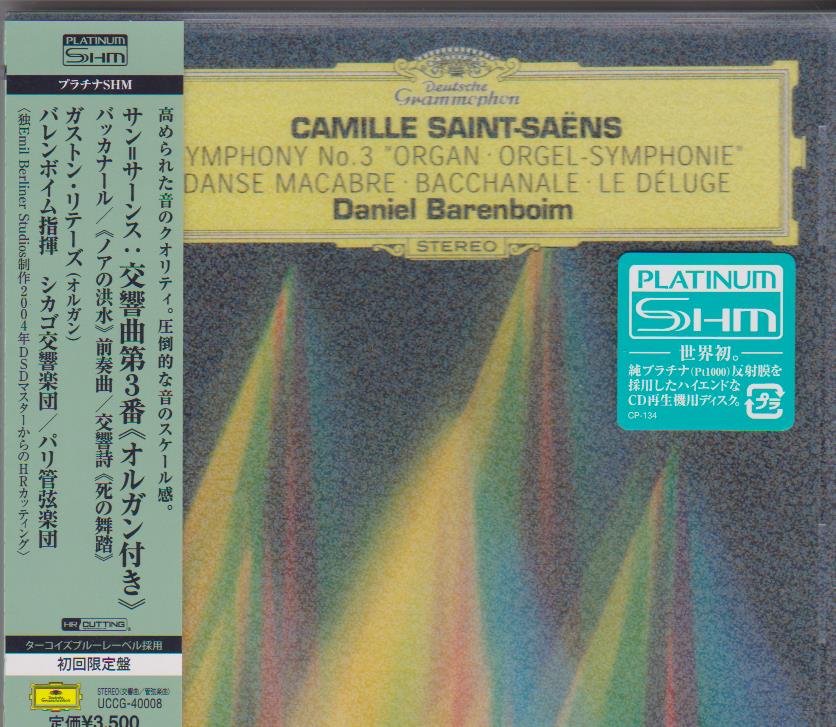 PLATINUM
SHM
プラチナSHM
高められた音のクオリティ。圧倒的な音のスケール感。
サン=サーンス:交響曲第3番《オルガン付き》
バッカナール/《ノアの洪水》前奏曲/交響詩《死の舞踏》
ガストン・リテーズ(オルガン)
バレンボイム指揮 シカゴ交響楽団/パリ管弦楽団
〈独Emil Berliner Studios制作2004年DSDマスターからのHRカッティング〉
HR CUTTING
ターコイズブルーレーベル採用
初回限定盤
STEREO(交響曲/管弦楽曲)
UCCG-40008
定価¥3,500
Deutsche
Grammophon
CAMILLE SAINT-SAËNS
YMPHONY No.3 "ORGAN · ORGEL-SYMPHONIE"
DANSE MACABRE · BACCHANALE · LE DÉLUGE
Daniel Barenboim
STEREO
PLATINUM
SHM
世界初。
純プラチナ(Pt1000)反射膜を
採用したハイエンドな
CD再生機用ディスク。
CP-134
プラ